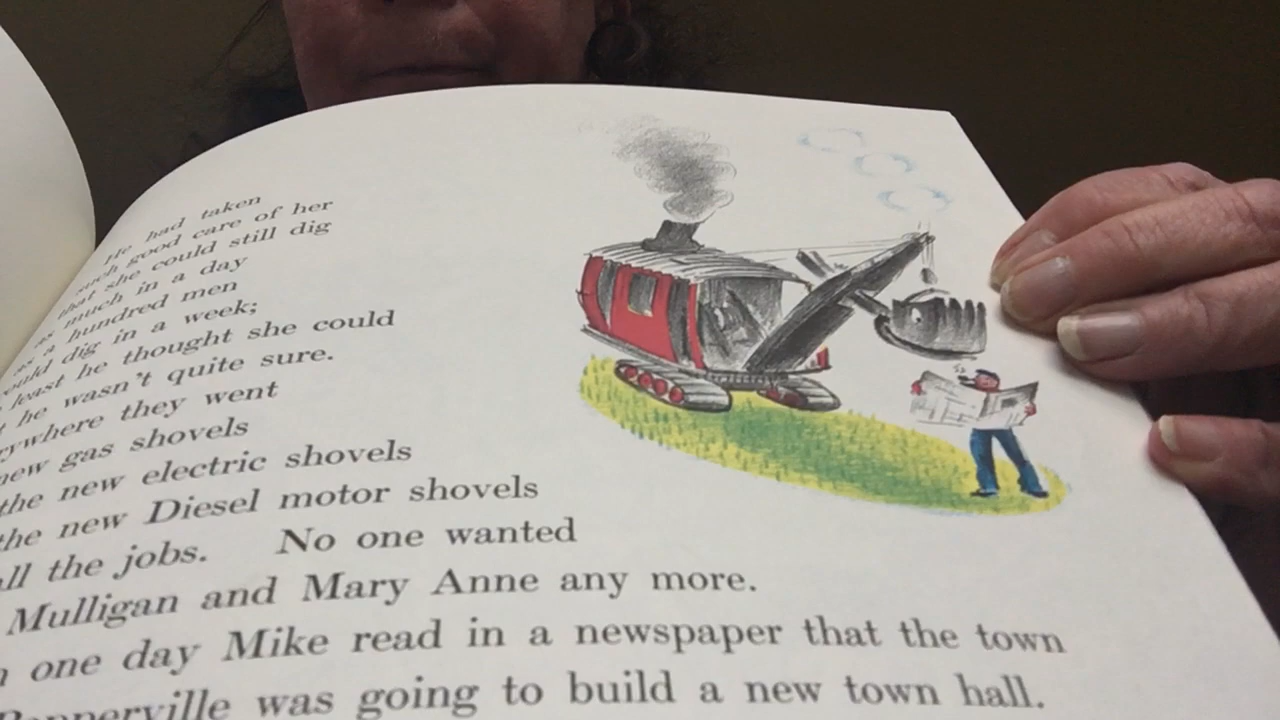 He had taken
such good care of her
that she could still dig
as much in a day
as a hundred men
could dig in a week;
least he thought she could
he wasn't quite sure.
rywhere they went
new gas shovels
the new electric shovels
the new Diesel motor shovels
all the jobs. No one wanted
Mulligan and Mary Anne any more.
one day Mike read in a newspaper that the town
Popperville was going to build a new town hall.